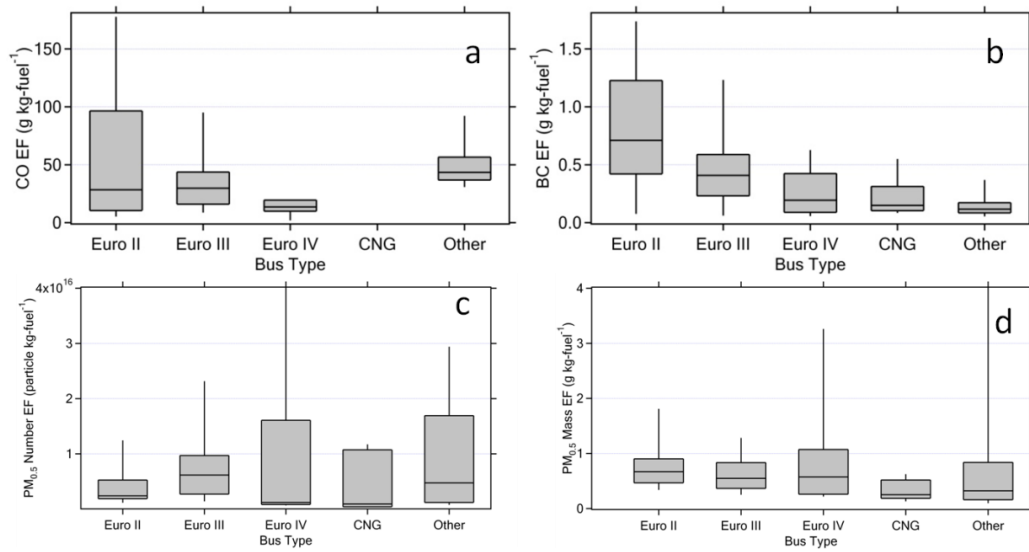 a
CO EF (g kg-fuel⁻¹)
150
100
50
0
Euro II Euro III Euro IV CNG Other
Bus Type
b
BC EF (g kg-fuel⁻¹)
1.5
1.0
0.5
0.0
Euro II Euro III Euro IV CNG Other
Bus Type
c
PM₀.₅ Number EF (particle kg-fuel⁻¹)
4x10¹⁶
3
2
1
Euro II Euro III Euro IV CNG Other
Bus Type
d
PM₀.₅ Mass EF (g kg-fuel⁻¹)
4
3
2
1
0
Euro II Euro III Euro IV CNG Other
Bus Type